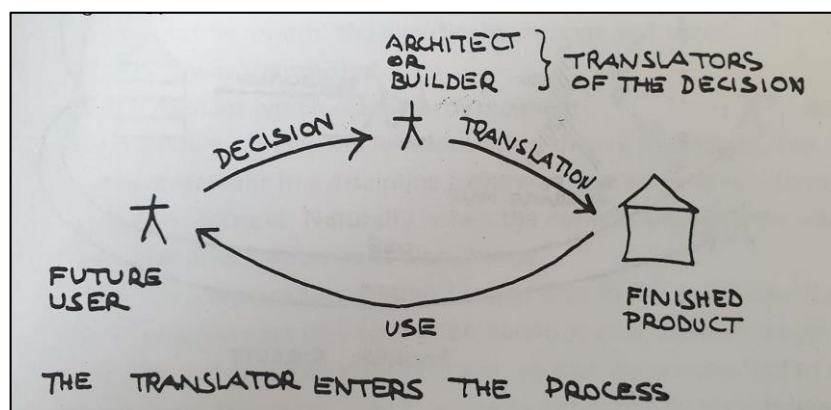 ARCHITECT
OR
BUILDER
TRANSLATORS
OF THE DECISION
DECISION
TRANSLATION
FUTURE
USER
FINISHED
PRODUCT
USE
THE TRANSLATOR ENTERS THE PROCESS